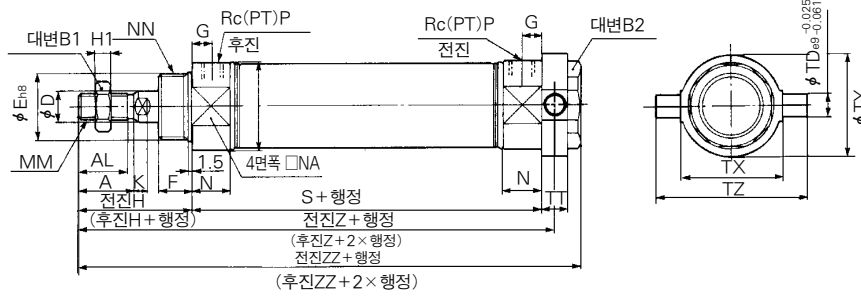 G
Rc(PT)P
후진
NN
대변B1
H1
Rc(PT)P
전진
G
대변B2
φTDe9 -0.025 -0.061
φEh8
φD
φTY
MM
AL
A
K
F
1.5
N
4면폭 □NA
N
TT
TX
TZ
전진H
(후진H+행정)
S+행정
전진Z+행정
(후진Z+2×행정)
전진ZZ+행정
(후진ZZ+2×행정)